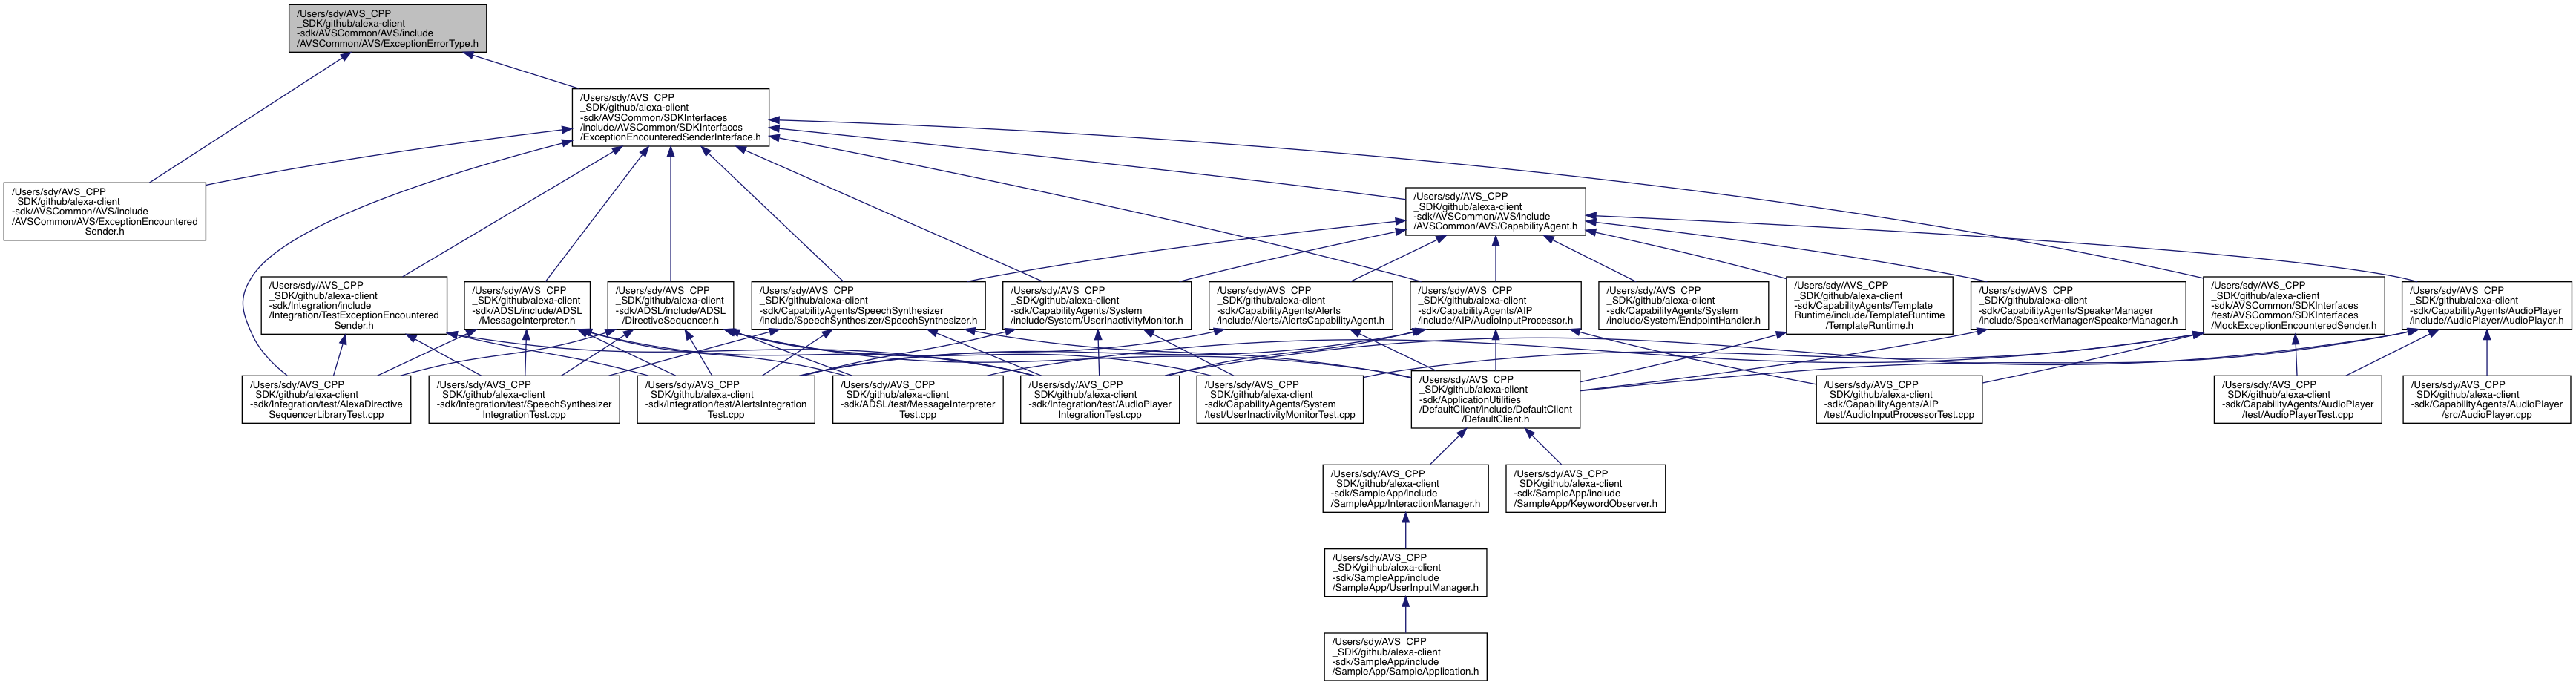 /Users/sdy/AVS_CPP
_SDK/github/alexa-client
-sdk/AVSCommon/AVS/include
/AVSCommon/AVS/ExceptionErrorType.h
/Users/sdy/AVS_CPP
_SDK/github/alexa-client
-sdk/AVSCommon/SDKInterfaces
/include/AVSCommon/SDKInterfaces
/ExceptionEncounteredSenderInterface.h
/Users/sdy/AVS_CPP
_SDK/github/alexa-client
-sdk/AVSCommon/AVS/include
/AVSCommon/AVS/ExceptionEncountered
Sender.h
/Users/sdy/AVS_CPP
_SDK/github/alexa-client
-sdk/AVSCommon/AVS/include
/AVSCommon/AVS/CapabilityAgent.h
/Users/sdy/AVS_CPP
_SDK/github/alexa-client
-sdk/Integration/include
/Integration/TestExceptionEncountered
Sender.h
/Users/sdy/AVS_CPP
_SDK/github/alexa-client
-sdk/ADSL/include/ADSL
/MessageInterpreter.h
/Users/sdy/AVS_CPP
_SDK/github/alexa-client
-sdk/ADSL/include/ADSL
/DirectiveSequencer.h
/Users/sdy/AVS_CPP
_SDK/github/alexa-client
-sdk/CapabilityAgents/SpeechSynthesizer
/include/SpeechSynthesizer/SpeechSynthesizer.h
/Users/sdy/AVS_CPP
_SDK/github/alexa-client
-sdk/CapabilityAgents/System
/include/System/UserInactivityMonitor.h
/Users/sdy/AVS_CPP
_SDK/github/alexa-client
-sdk/CapabilityAgents/Alerts
/include/Alerts/AlertsCapabilityAgent.h
/Users/sdy/AVS_CPP
_SDK/github/alexa-client
-sdk/CapabilityAgents/AIP
/include/AIP/AudioInputProcessor.h
/Users/sdy/AVS_CPP
_SDK/github/alexa-client
-sdk/CapabilityAgents/System
/include/System/EndpointHandler.h
/Users/sdy/AVS_CPP
_SDK/github/alexa-client
-sdk/CapabilityAgents/Template
Runtime/include/TemplateRuntime
/TemplateRuntime.h
/Users/sdy/AVS_CPP
_SDK/github/alexa-client
-sdk/CapabilityAgents/SpeakerManager
/include/SpeakerManager/SpeakerManager.h
/Users/sdy/AVS_CPP
_SDK/github/alexa-client
-sdk/AVSCommon/SDKInterfaces
/test/AVSCommon/SDKInterfaces
/MockExceptionEncounteredSender.h
/Users/sdy/AVS_CPP
_SDK/github/alexa-client
-sdk/CapabilityAgents/AudioPlayer
/include/AudioPlayer/AudioPlayer.h
/Users/sdy/AVS_CPP
_SDK/github/alexa-client
-sdk/Integration/test/AlexaDirective
SequencerLibraryTest.cpp
/Users/sdy/AVS_CPP
_SDK/github/alexa-client
-sdk/Integration/test/SpeechSynthesizer
IntegrationTest.cpp
/Users/sdy/AVS_CPP
_SDK/github/alexa-client
-sdk/Integration/test/AlertsIntegration
Test.cpp
/Users/sdy/AVS_CPP
_SDK/github/alexa-client
-sdk/ADSL/test/MessageInterpreter
Test.cpp
/Users/sdy/AVS_CPP
_SDK/github/alexa-client
-sdk/Integration/test/AudioPlayer
IntegrationTest.cpp
/Users/sdy/AVS_CPP
_SDK/github/alexa-client
-sdk/CapabilityAgents/System
/test/UserInactivityMonitorTest.cpp
/Users/sdy/AVS_CPP
_SDK/github/alexa-client
-sdk/ApplicationUtilities
/DefaultClient/include/DefaultClient
/DefaultClient.h
/Users/sdy/AVS_CPP
_SDK/github/alexa-client
-sdk/CapabilityAgents/AIP
/test/AudioInputProcessorTest.cpp
/Users/sdy/AVS_CPP
_SDK/github/alexa-client
-sdk/CapabilityAgents/AudioPlayer
/test/AudioPlayerTest.cpp
/Users/sdy/AVS_CPP
_SDK/github/alexa-client
-sdk/CapabilityAgents/AudioPlayer
/src/AudioPlayer.cpp
/Users/sdy/AVS_CPP
_SDK/github/alexa-client
-sdk/SampleApp/include
/SampleApp/InteractionManager.h
/Users/sdy/AVS_CPP
_SDK/github/alexa-client
-sdk/SampleApp/include
/SampleApp/KeywordObserver.h
/Users/sdy/AVS_CPP
_SDK/github/alexa-client
-sdk/SampleApp/include
/SampleApp/UserInputManager.h
/Users/sdy/AVS_CPP
_SDK/github/alexa-client
-sdk/SampleApp/include
/SampleApp/SampleApplication.h